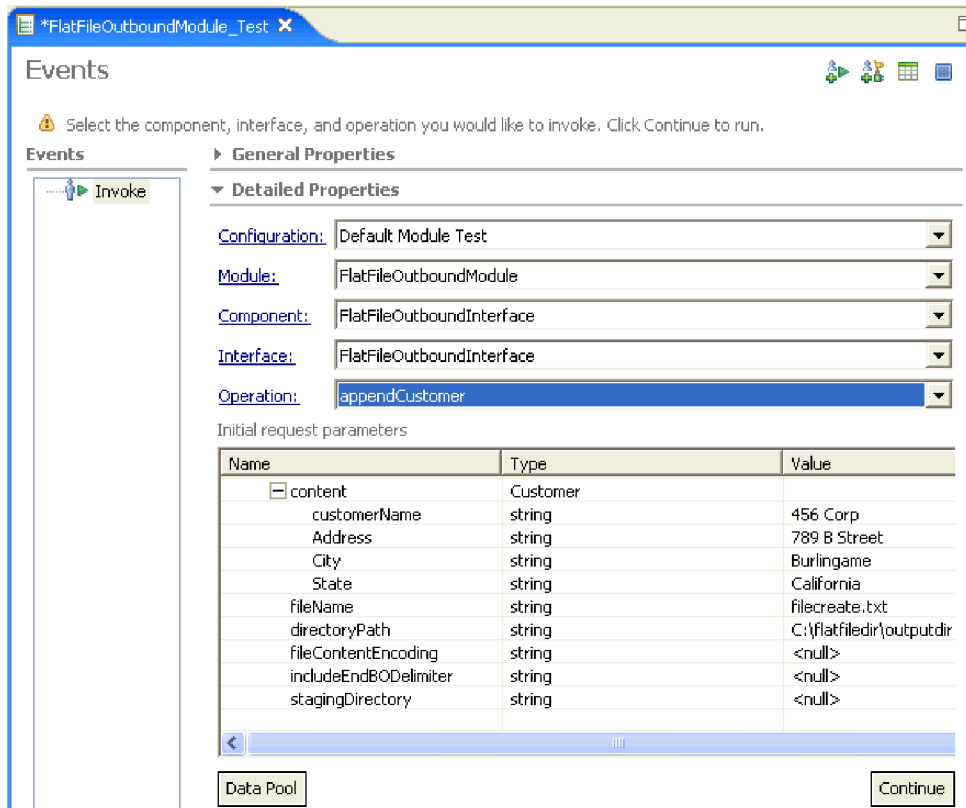 *FlatFileOutboundModule_Test
Events
Select the component, interface, and operation you would like to invoke. Click Continue to run.
Events
General Properties
Invoke
Detailed Properties
Configuration: Default Module Test
Module: FlatFileOutboundModule
Component: FlatFileOutboundInterface
Interface: FlatFileOutboundInterface
Operation: appendCustomer
Initial request parameters
Name Type Value
content Customer
customerName string 456 Corp
Address string 789 B Street
City string Burlingame
State string California
fileName string filecreate.txt
directoryPath string C:\flatfiledir\outputdir
fileContentEncoding string <null>
includeEndBODelimiter string <null>
stagingDirectory string <null>
Data Pool Continue